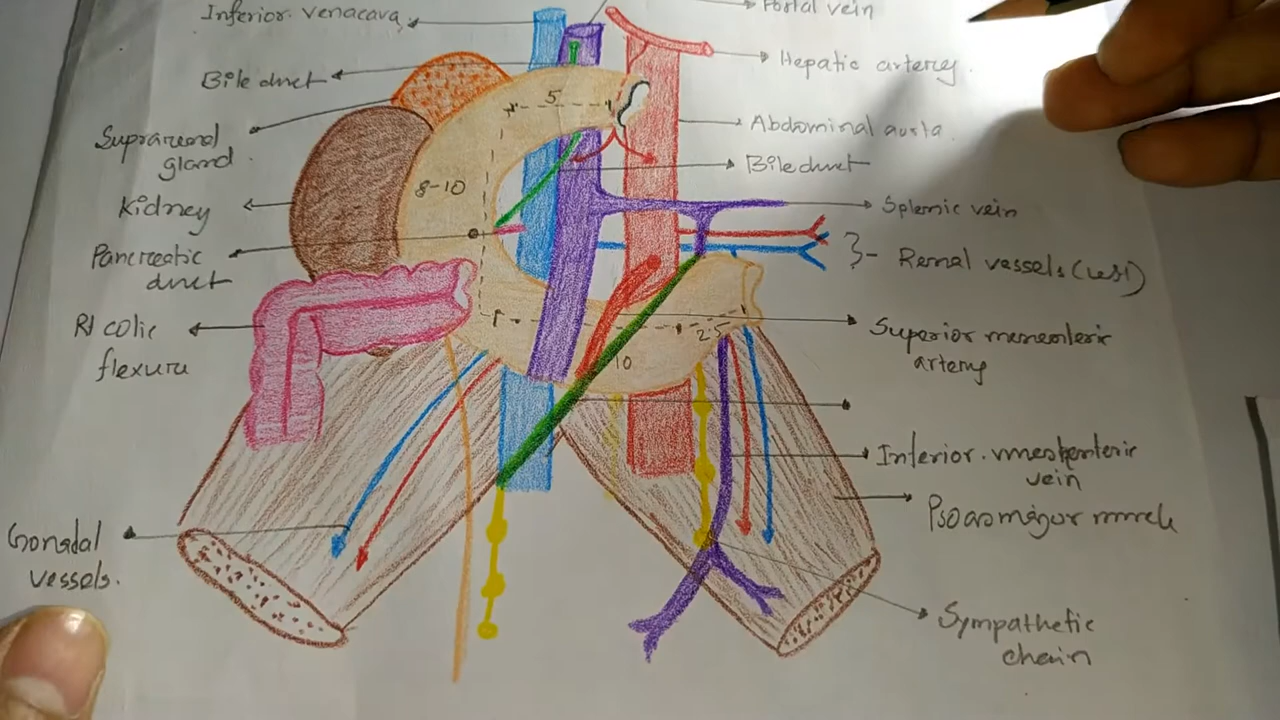 Inferior. venacava
Portal vein
Hepatic artery.
Bile duct
Suprarenal
gland.
Abdominal aorta.
Bile duct
5
8-10
Kidney
Splenic vein
Pancreatic
duct
}- Renal vessels (left)
Rt colic
flexure
Superior mesenteric
artery
2.5
10
Inferior. mesenteric
vein
Psoas major muscle
Gonadal
vessels.
Sympathetic
chain